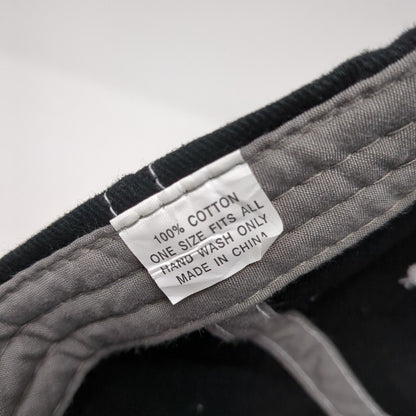 100% COTTON
ONE SIZE FITS ALL
HAND WASH ONLY
MADE IN CHINA